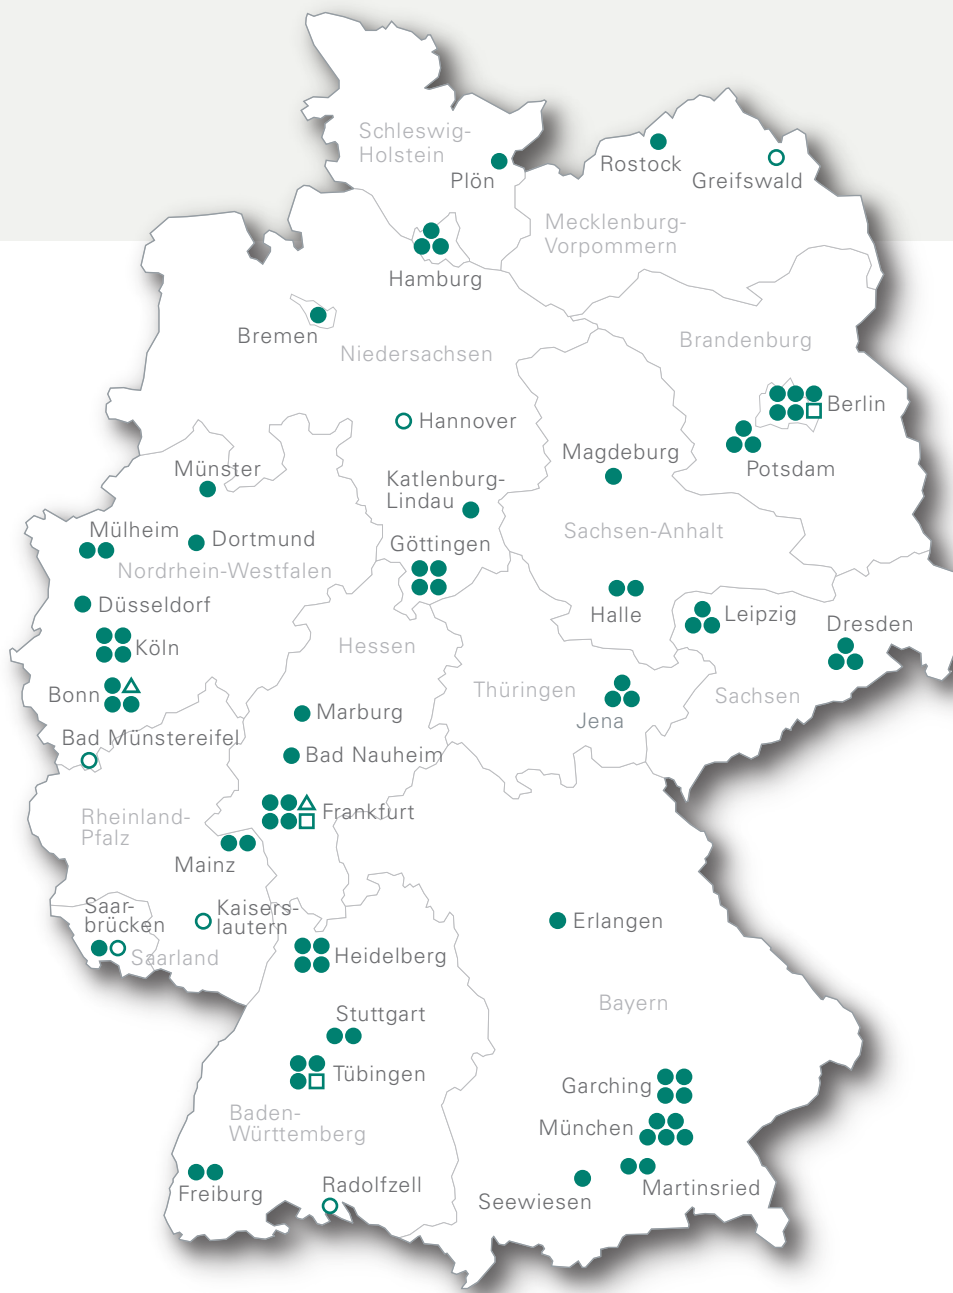 Schleswig-
Holstein
Plön
Rostock
Greifswald
Mecklenburg-
Vorpommern
Hamburg
Bremen
Niedersachsen
Brandenburg
Berlin
Hannover
Potsdam
Magdeburg
Münster
Katlenburg-
Lindau
Mülheim
Dortmund
Sachsen-Anhalt
Göttingen
Nordrhein-Westfalen
Düsseldorf
Halle
Leipzig
Dresden
Köln
Hessen
Bonn
Thüringen
Sachsen
Jena
Marburg
Bad Münstereifel
Bad Nauheim
Rheinland-
Pfalz
Frankfurt
Mainz
Saar-
brücken
Kaisers-
lautern
Erlangen
Saarland
Heidelberg
Bayern
Stuttgart
Tübingen
Garching
Baden-
Württemberg
München
Freiburg
Radolfzell
Martinsried
Seewiesen